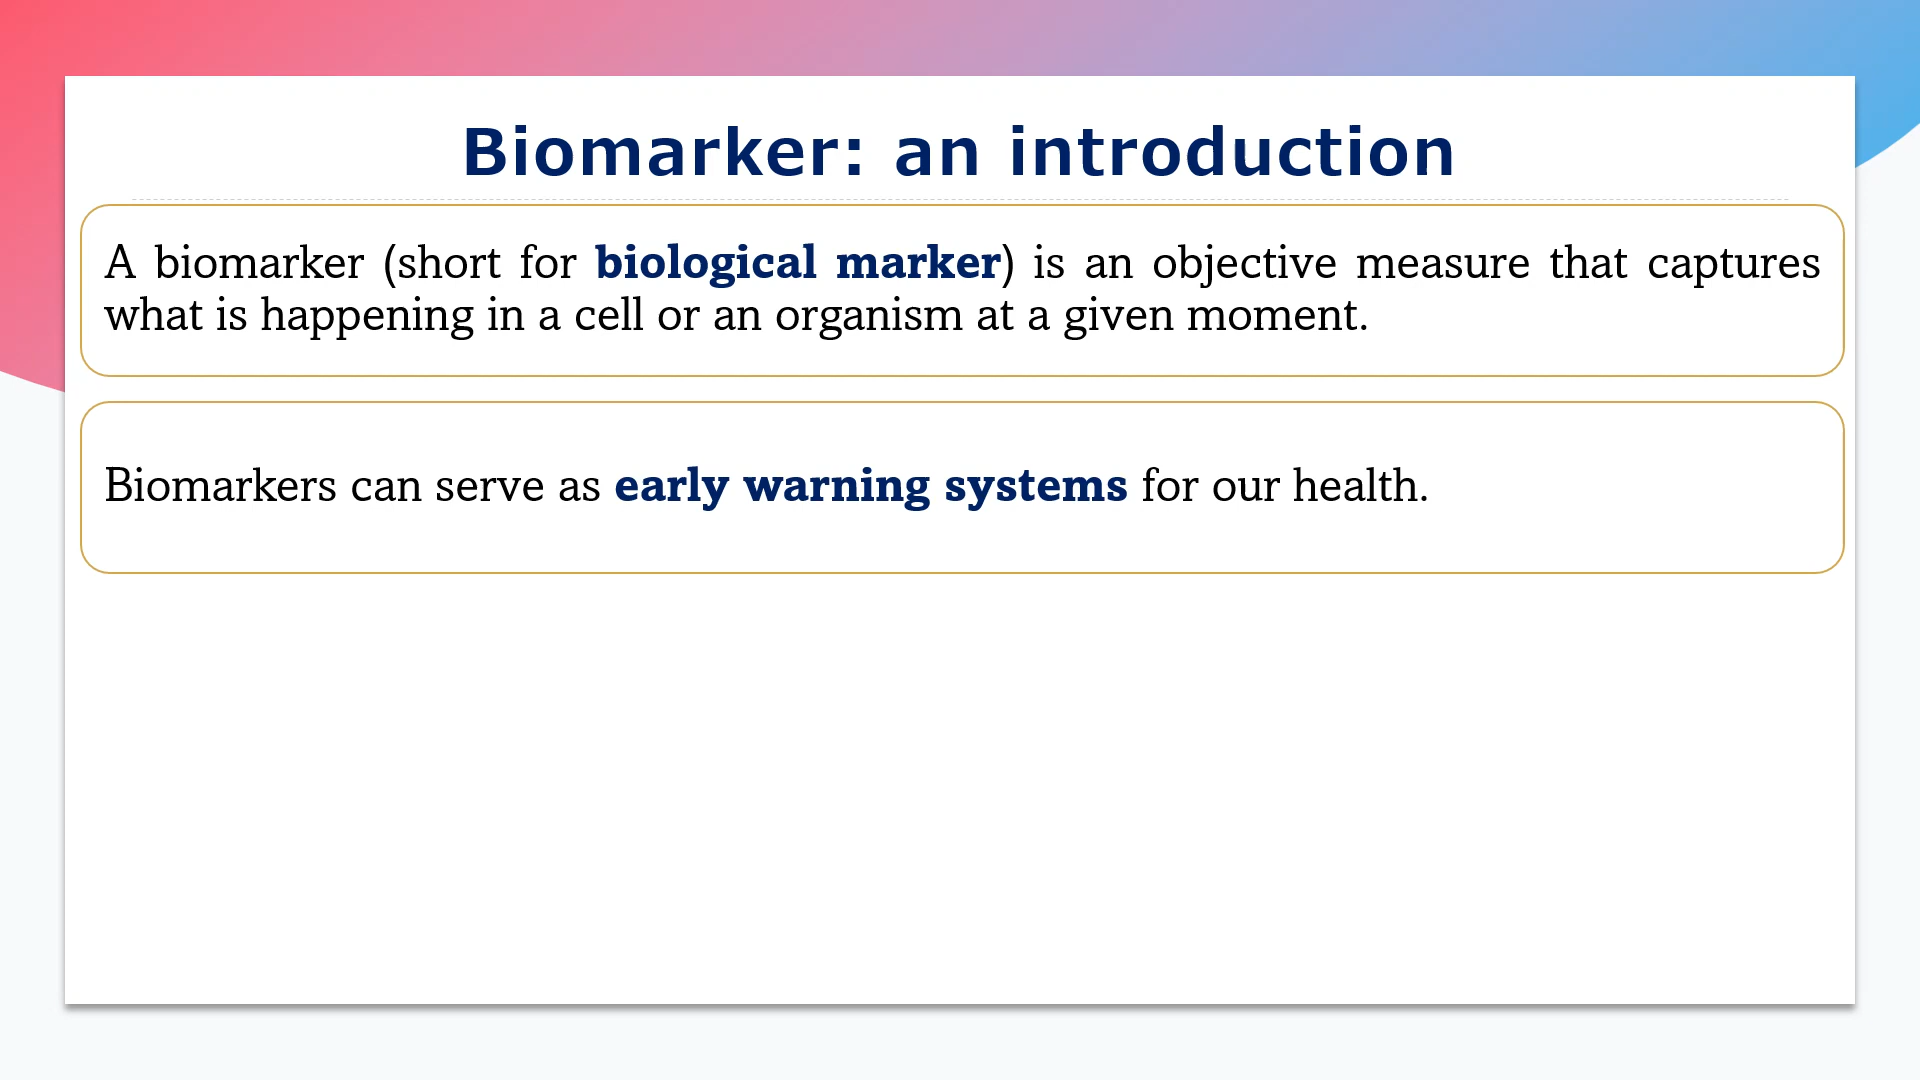 Biomarker: an introduction
A biomarker (short for biological marker) is an objective measure that captures
what is happening in a cell or an organism at a given moment.
Biomarkers can serve as early warning systems for our health.